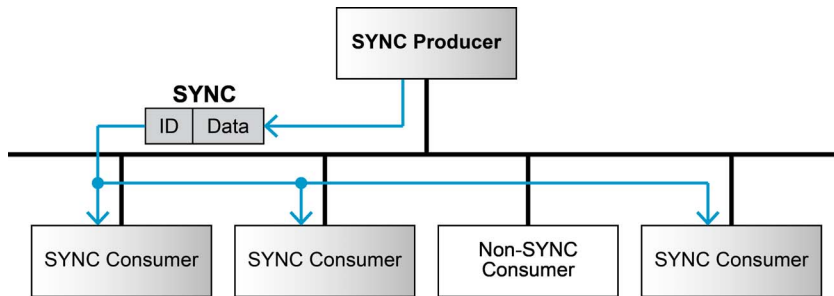 SYNC Producer
SYNC
ID Data
SYNC Consumer
SYNC Consumer
Non-SYNC
Consumer
SYNC Consumer